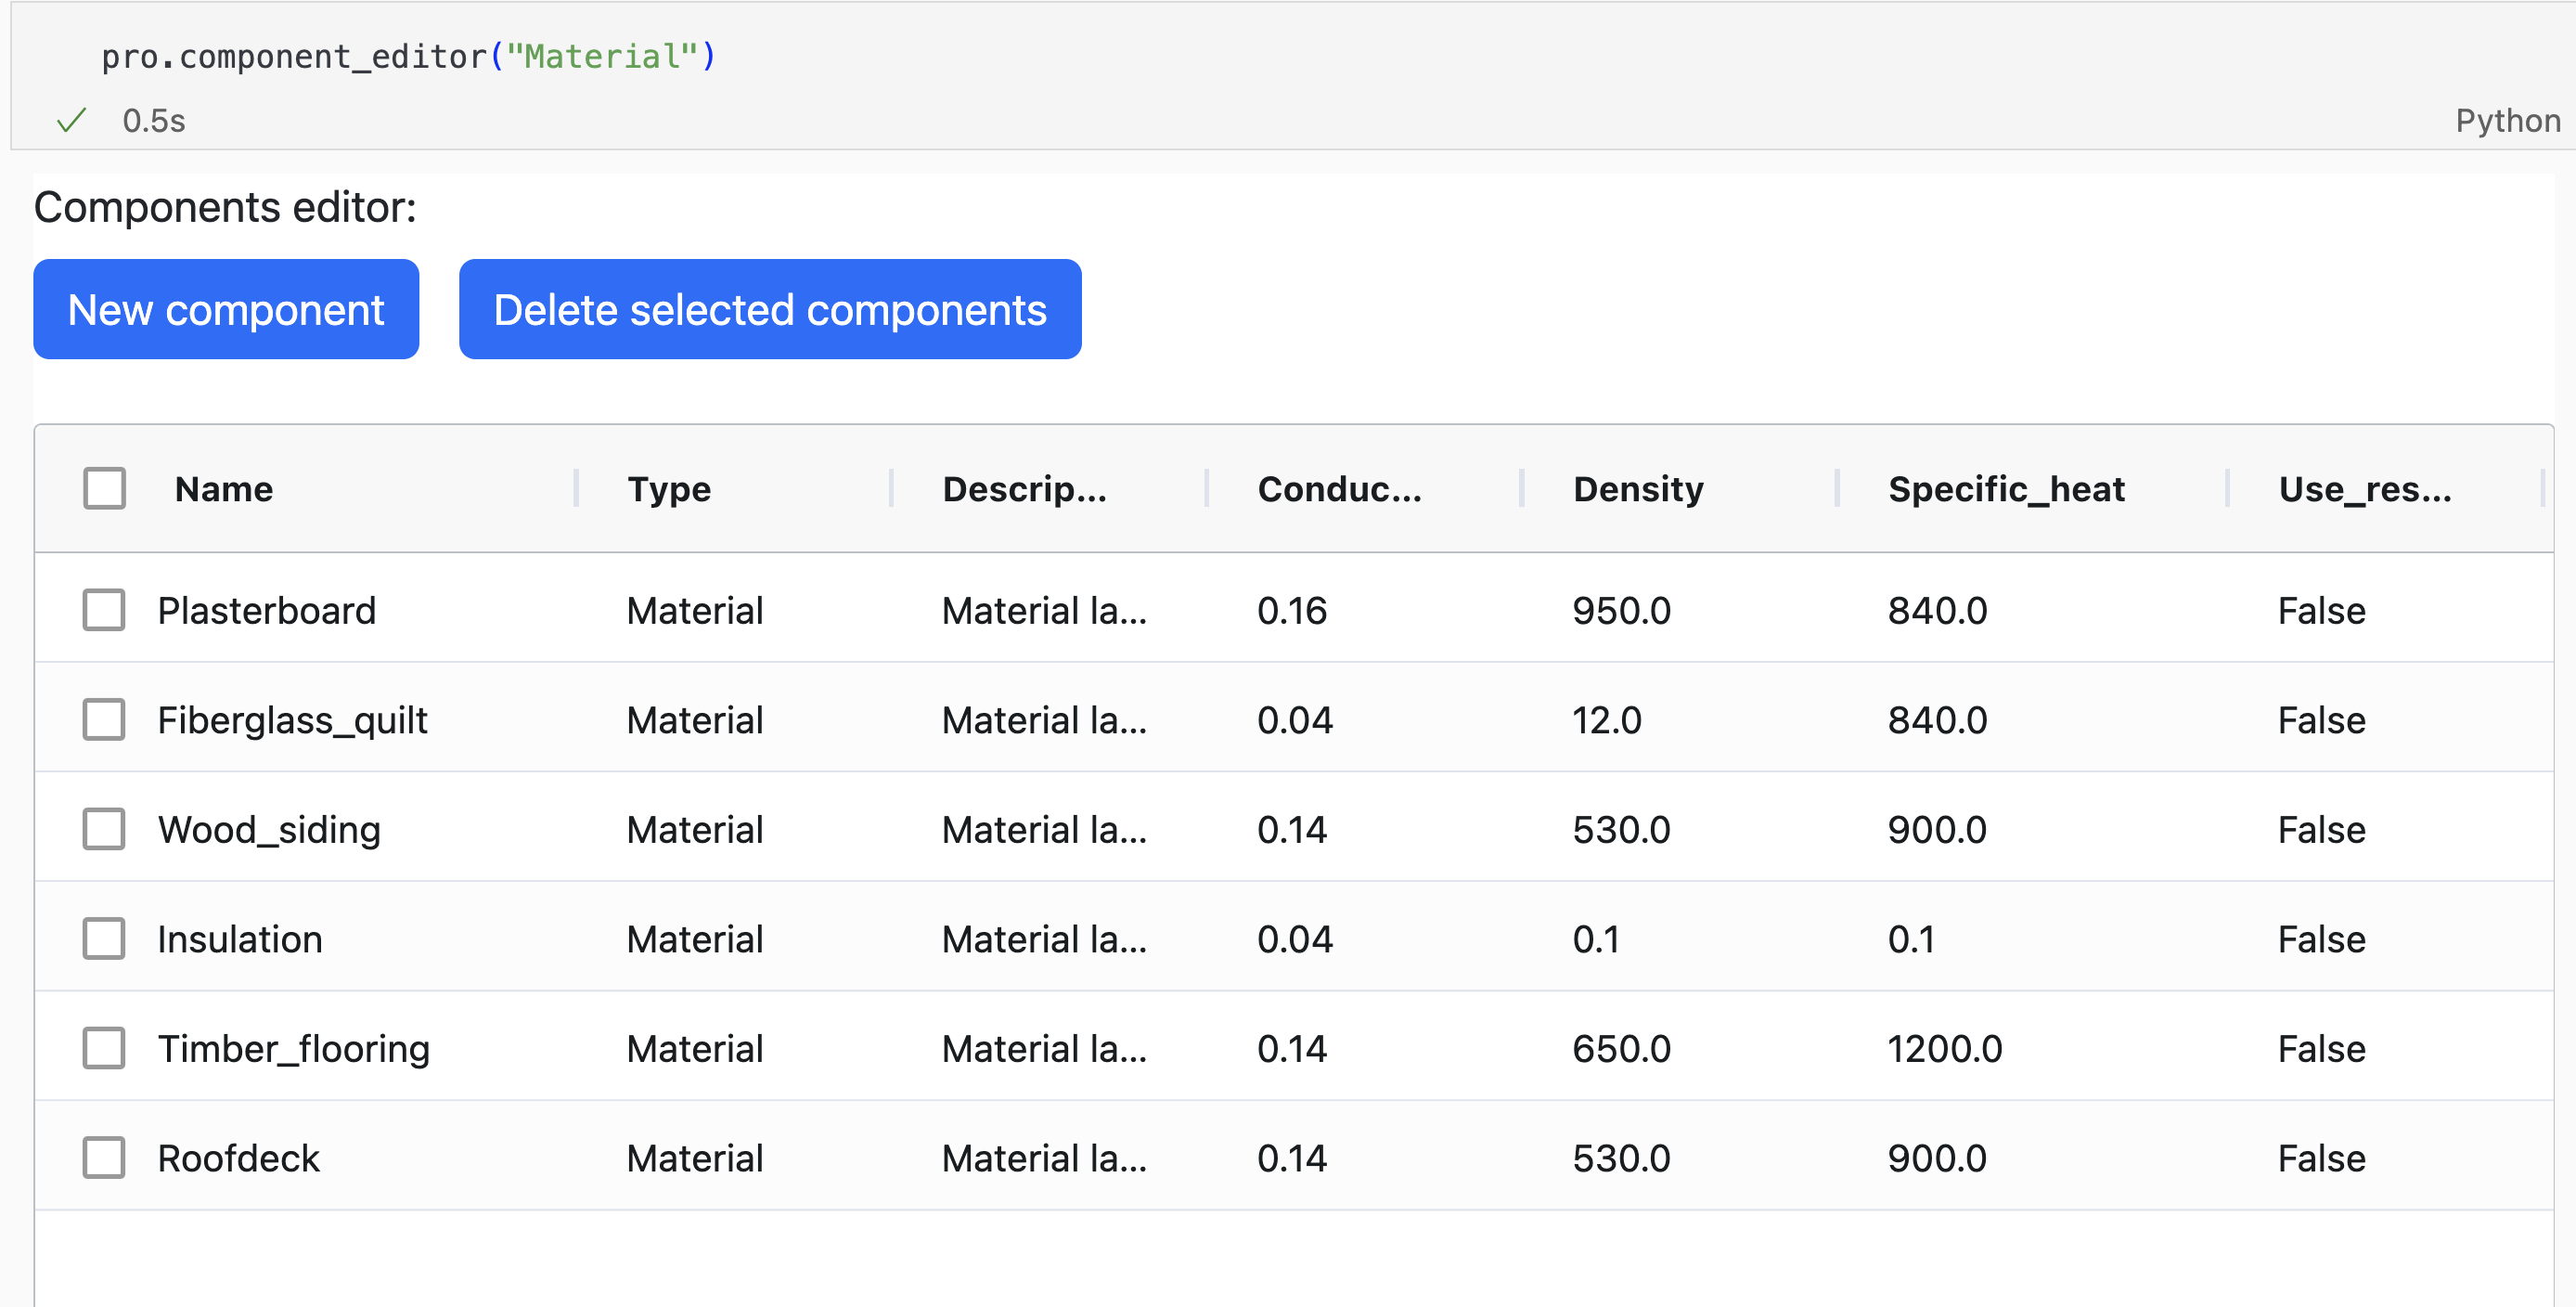 pro.component_editor("Material")
0.5s
Python
Components editor:
New component Delete selected components
Name Type Descrip... Conduc... Density Specific_heat Use_res...
Plasterboard Material Material la... 0.16 950.0 840.0 False
Fiberglass_quilt Material Material la... 0.04 12.0 840.0 False
Wood_siding Material Material la... 0.14 530.0 900.0 False
Insulation Material Material la... 0.04 0.1 0.1 False
Timber_flooring Material Material la... 0.14 650.0 1200.0 False
Roofdeck Material Material la... 0.14 530.0 900.0 False